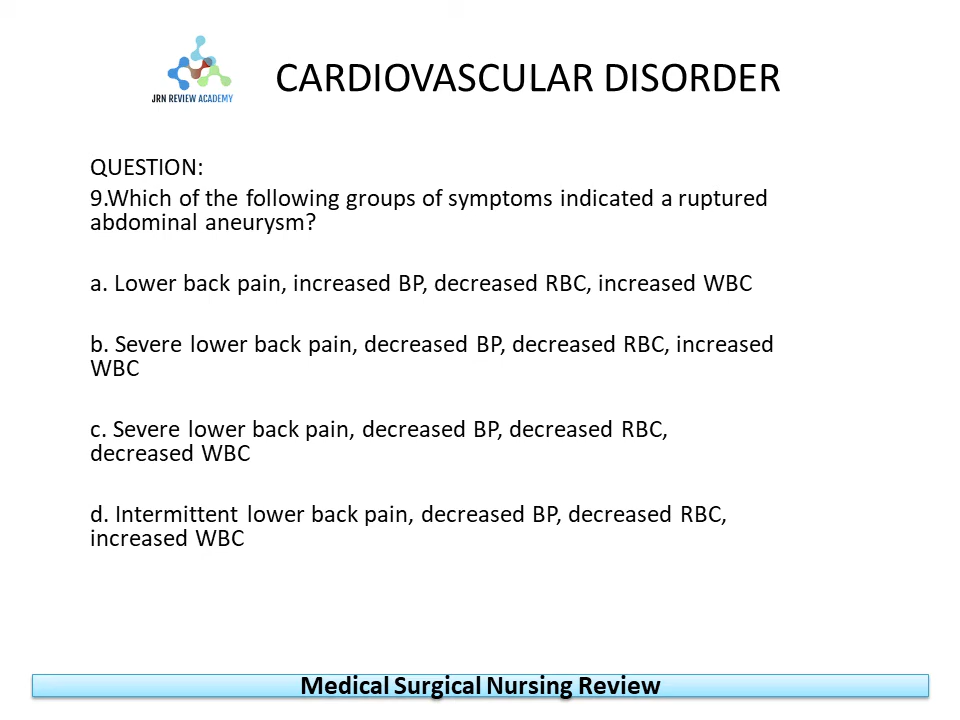 JRN REVIEW ACADEMY
CARDIOVASCULAR DISORDER
QUESTION:
9.Which of the following groups of symptoms indicated a ruptured
abdominal aneurysm?
a. Lower back pain, increased BP, decreased RBC, increased WBC
b. Severe lower back pain, decreased BP, decreased RBC, increased
WBC
c. Severe lower back pain, decreased BP, decreased RBC,
decreased WBC
d. Intermittent lower back pain, decreased BP, decreased RBC,
increased WBC
Medical Surgical Nursing Review